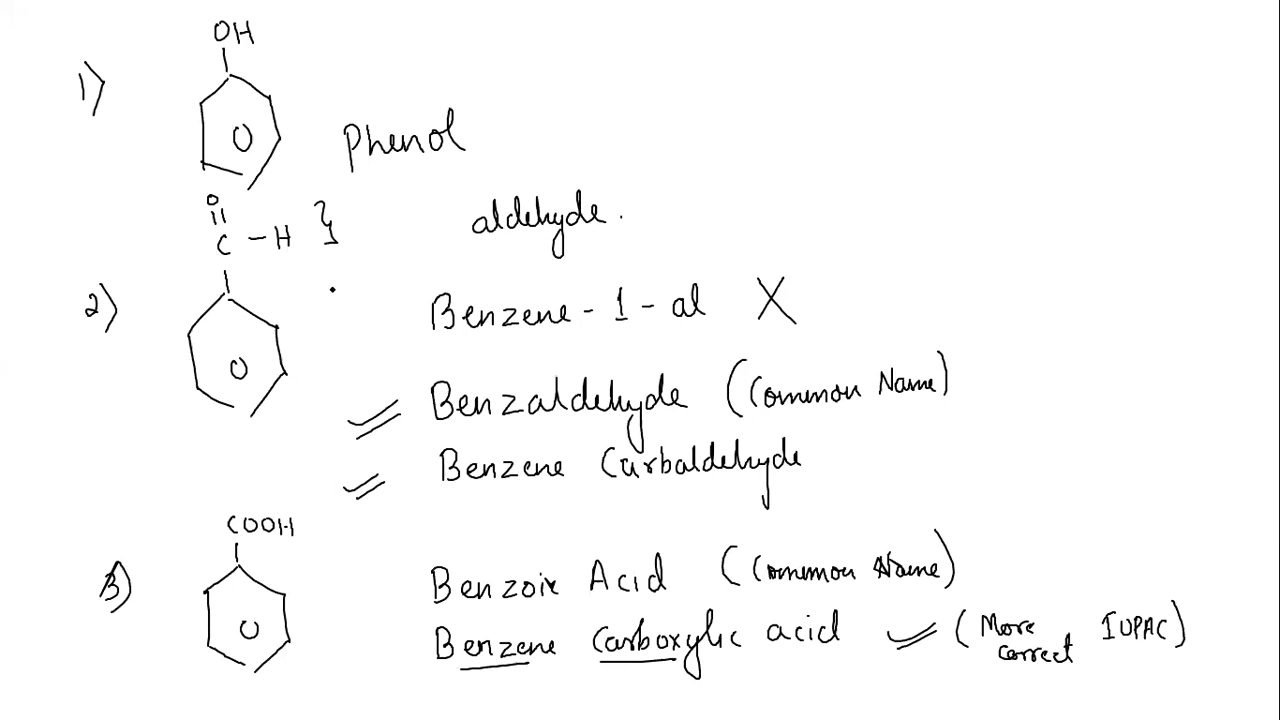 OH
1)
Phenol
O
C - H }
aldehyde.
2)
Benzene - 1 - al X
Benzaldehyde (Common Name)
Benzene Carbaldehyde
COOH
3)
Benzoic Acid (Common Name)
Benzene Carboxylic acid (More correct IUPAC)